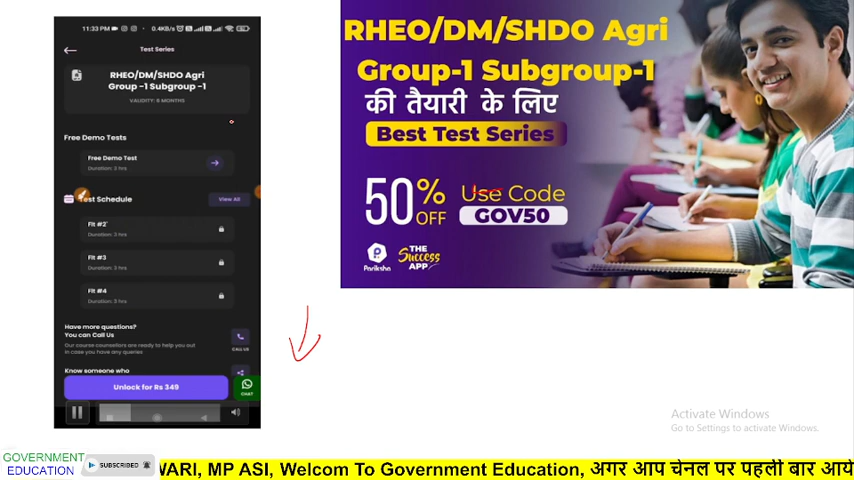 11:33 PM
0.4KB/s
Test Series
RHEO/DM/SHDO Agri
Group -1 Subgroup -1
VALIDITY: 6 MONTHS
Free Demo Tests
Free Demo Test
Duration: 2 hrs
Test Schedule
View All
Flt #2'
Duration: 3 hrs
Flt #3
Duration: 3 hrs
Flt #4
Duration: 3 hrs
Have more questions?
You can Call Us
Our course counsellors are ready to help you out
in case you have any queries
CALL US
Know someone who
Unlock for Rs 349
CHAT
RHEO/DM/SHDO Agri
Group-1 Subgroup-1
की तैयारी के लिए
Best Test Series
50% OFF
Use Code
GOV50
Pariksha
THE Success APP
Activate Windows
Go to Settings to activate Windows.
GOVERNMENT
EDUCATION
SUBSCRIBED
WARI, MP ASI, Welcom To Government Education, अगर आप चेनल पर पहली बार आये